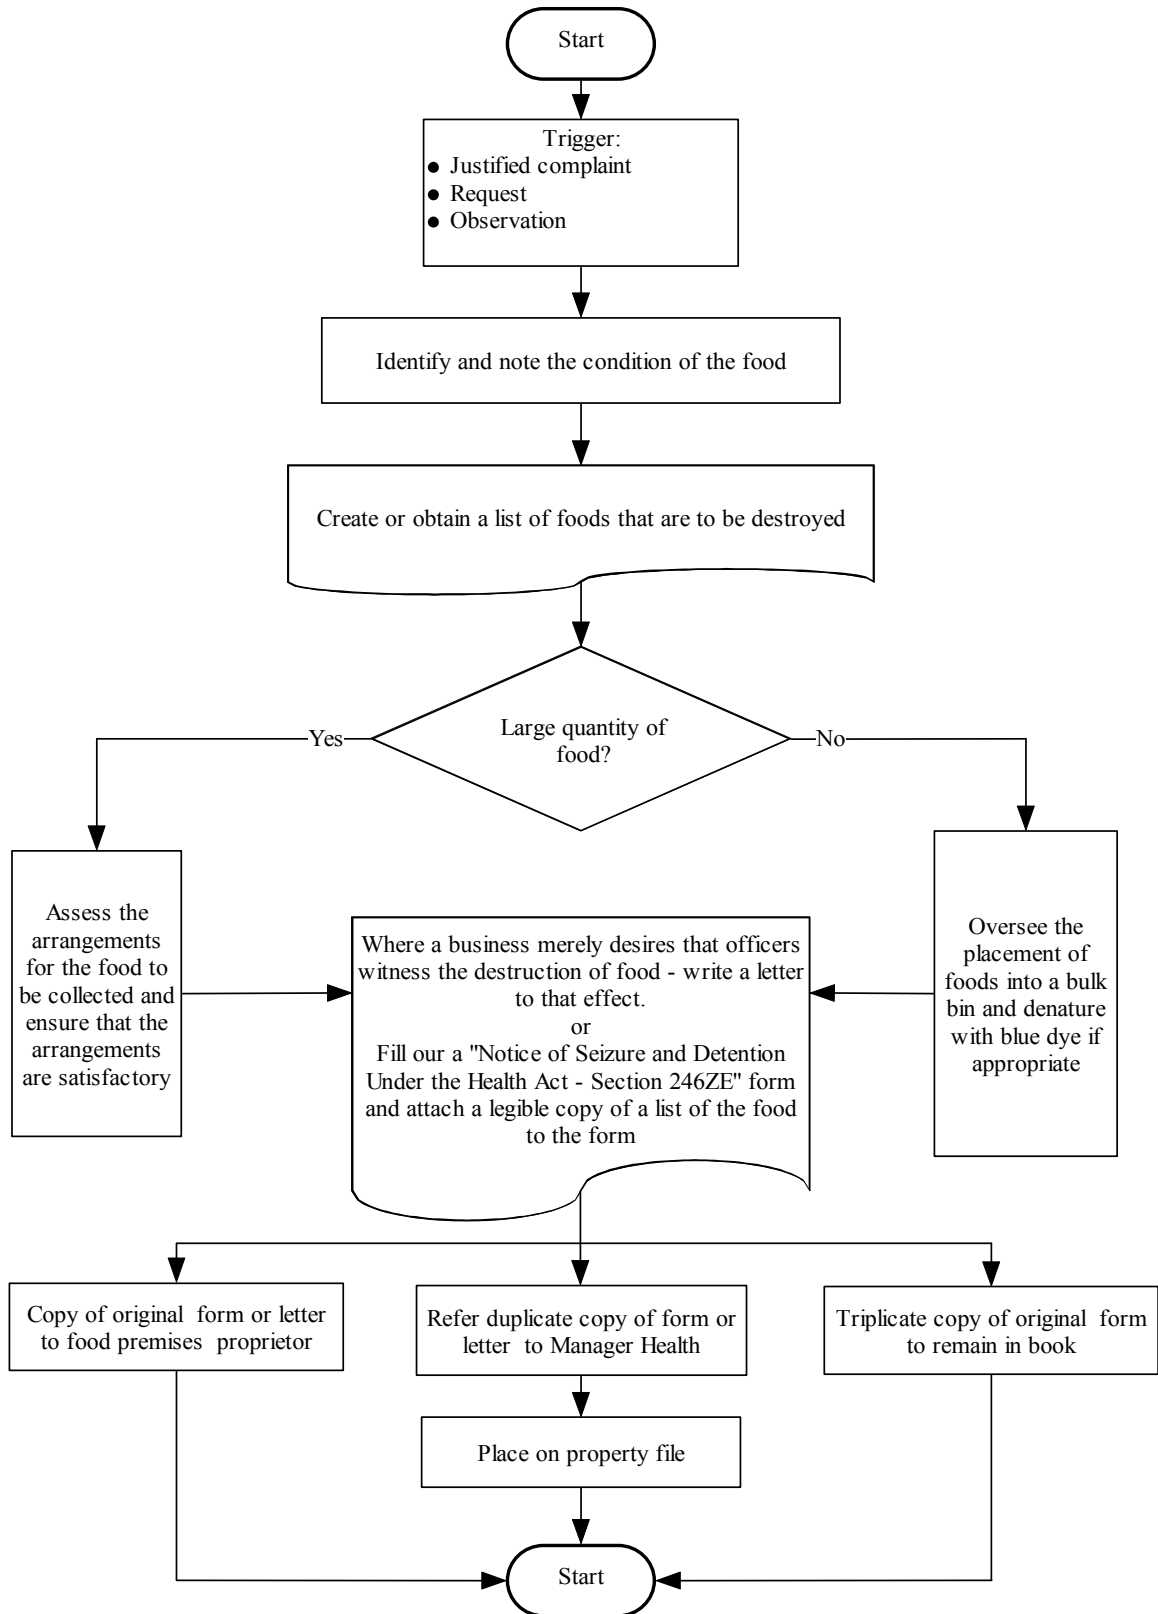 Start
Trigger:
● Justified complaint
● Request
● Observation
Identify and note the condition of the food
Create or obtain a list of foods that are to be destroyed
Large quantity of
food?
Yes
No
Assess the
arrangements
for the food to
be collected and
ensure that the
arrangements
are satisfactory
Where a business merely desires that officers
witness the destruction of food - write a letter
to that effect.
or
Fill our a "Notice of Seizure and Detention
Under the Health Act - Section 246ZE" form
and attach a legible copy of a list of the food
to the form
Oversee the
placement of
foods into a bulk
bin and denature
with blue dye if
appropriate
Copy of original form or letter
to food premises proprietor
Refer duplicate copy of form or
letter to Manager Health
Triplicate copy of original form
to remain in book
Place on property file
Start